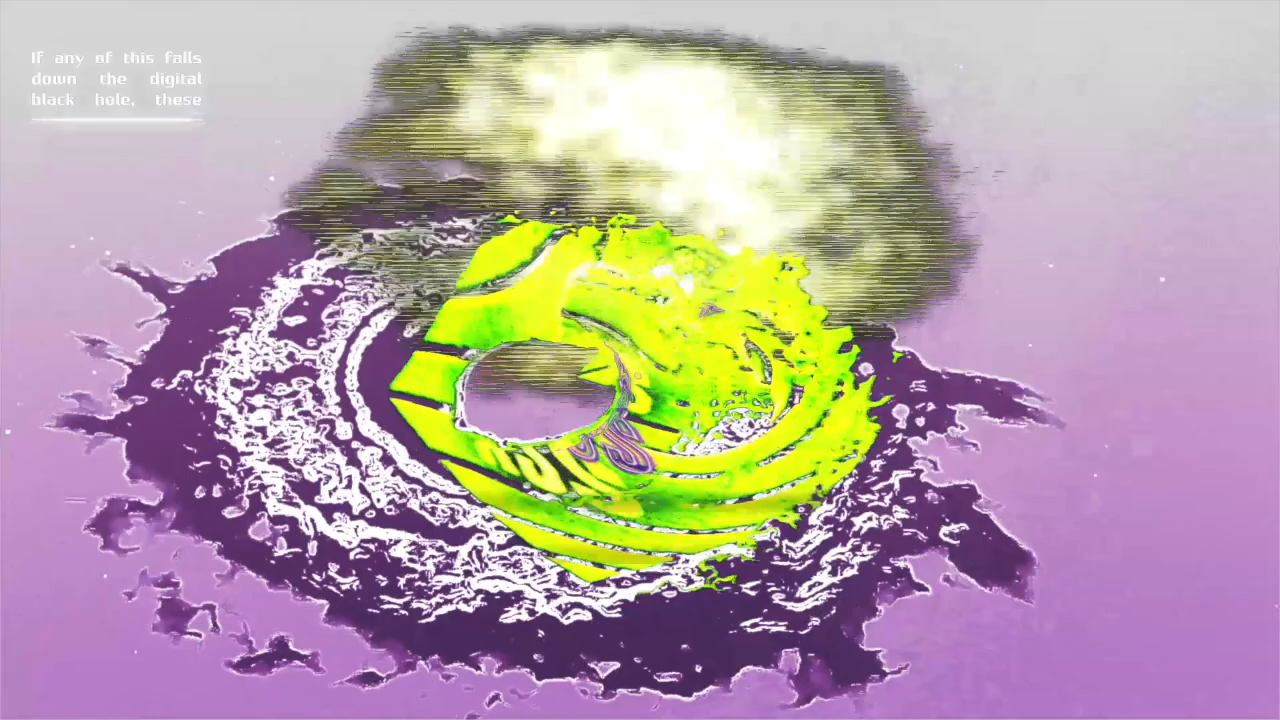 If any of this falls
down the digital
black hole, these